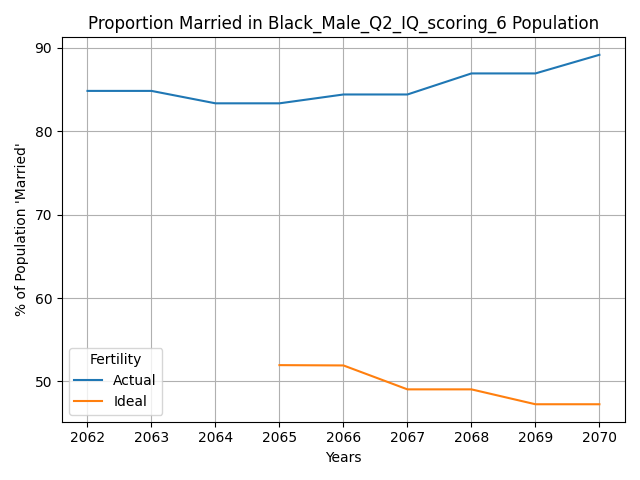 Proportion Married in Black_Male_Q2_IQ_scoring_6 Population
% of Population 'Married'
90
80
70
60
50
Fertility
Actual
Ideal
2062 2063 2064 2065 2066 2067 2068 2069 2070
Years